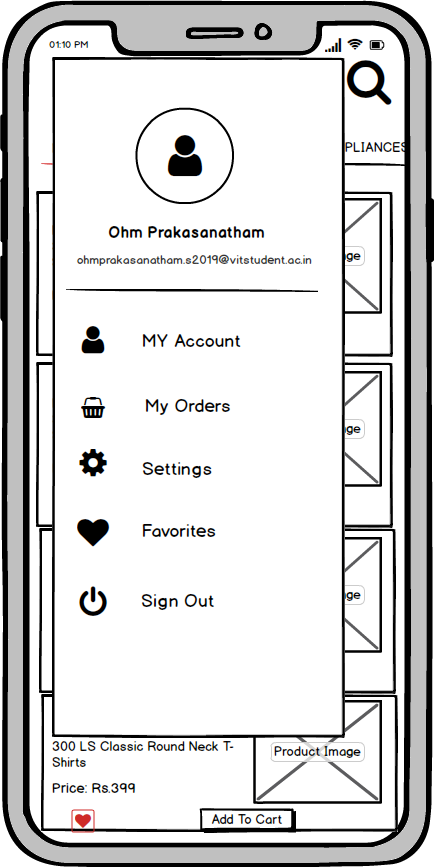 01:10 PM
PLIANCES
Ohm Prakasanatham
ohmprakasanatham.s2019@vitstudent.ac.in
ge
MY Account
My Orders
ge
Settings
Favorites
ge
Sign Out
300 LS Classic Round Neck T-
Shirts
Product Image
Price: Rs.399
Add To Cart